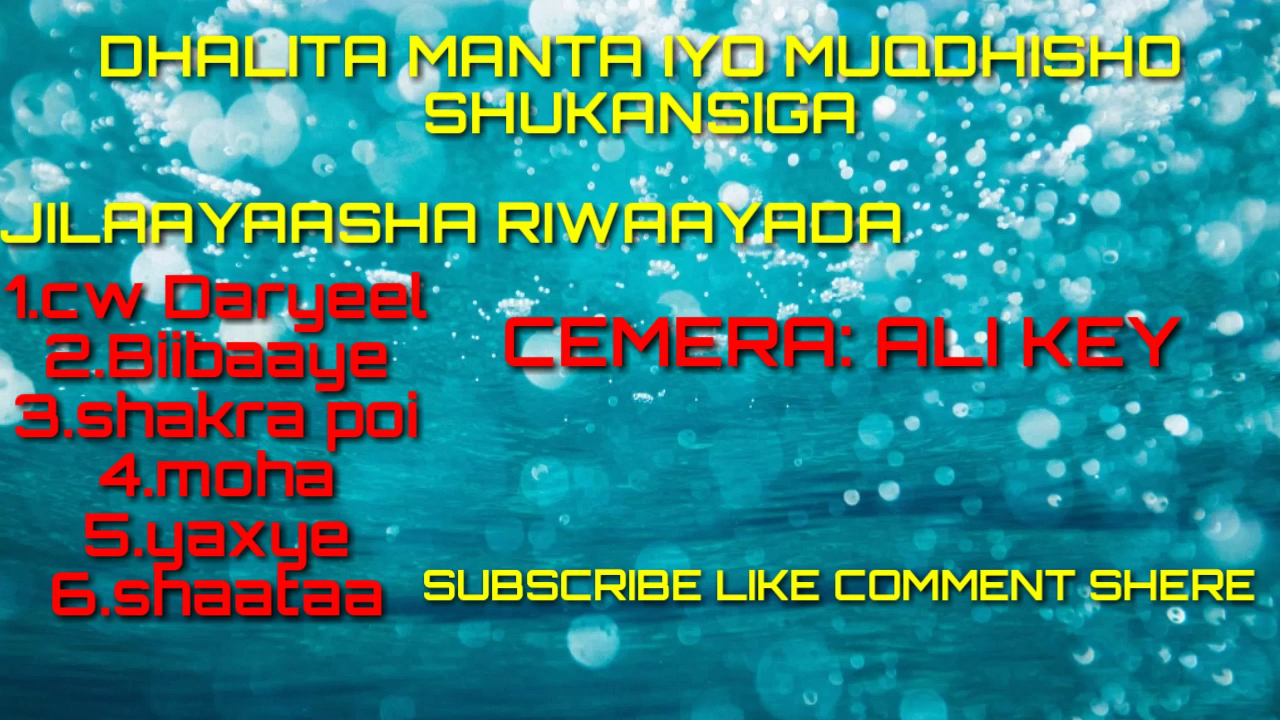 DHALITA MANTA IYO MUQDHISHO
SHUKANSIGA
JILAAYAASHA RIWAAYADA
1.cw Daryeel
2.Biibaaye
3.shakra poi
4.moha
5.yaxye
6.shaataa
CEMERA: ALI KEY
SUBSCRIBE LIKE COMMENT SHERE